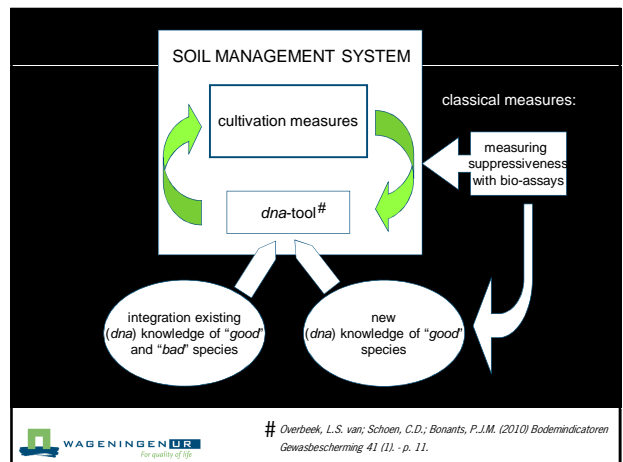 SOIL MANAGEMENT SYSTEM
cultivation measures
dna-tool#
classical measures:
measuring
suppressiveness
with bio-assays
integration existing
(dna) knowledge of “good”
and “bad” species
new
(dna) knowledge of “good”
species
WAGENINGEN UR
For quality of life
# Overbeek, L.S. van; Schoen, C.D.; Bonants, P.J.M. (2010) Bodemindicatoren
Gewasbescherming 41 (1). - p. 11.